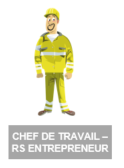 CHEF DE TRAVAIL –
RS ENTREPRENEUR